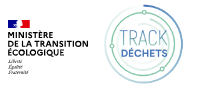 MINISTÈRE
DE LA TRANSITION
ÉCOLOGIQUE
Liberté
Égalité
Fraternité
TRACK
DÉCHETS